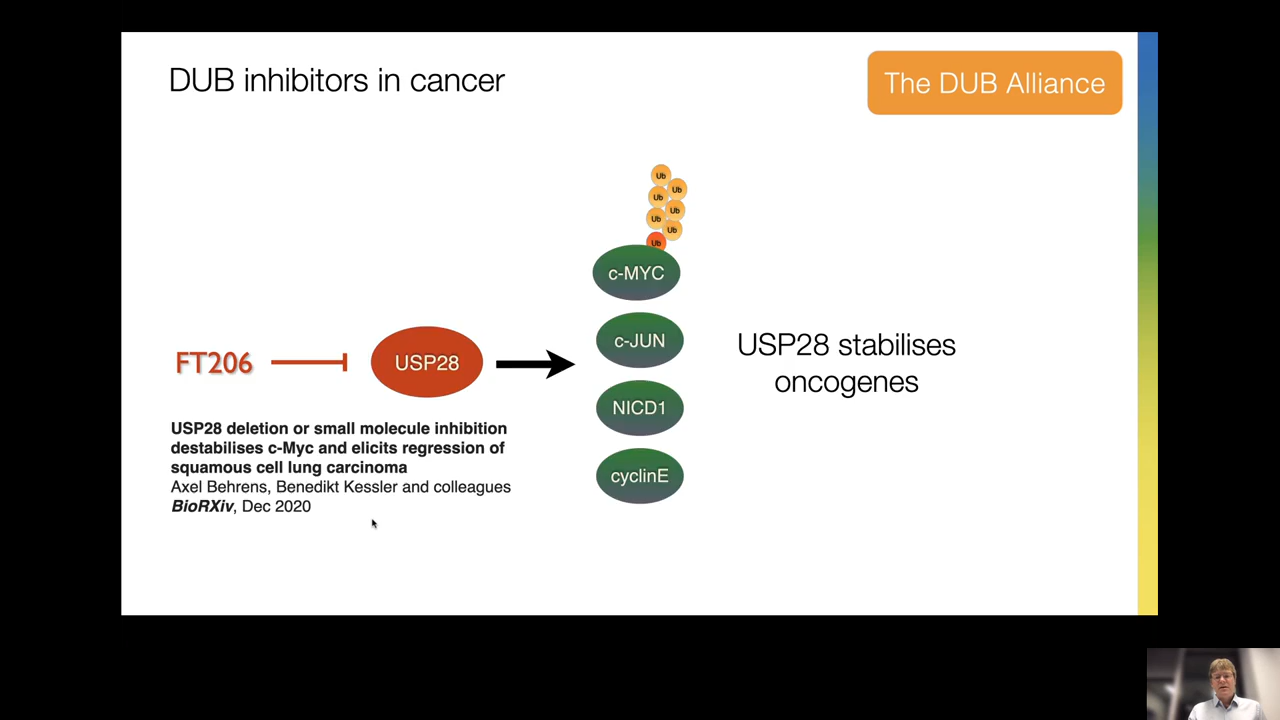 DUB inhibitors in cancer
The DUB Alliance
Ub
Ub
Ub
Ub
Ub
Ub
Ub
c-MYC
c-JUN
FT206
USP28
NICD1
cyclinE
USP28 stabilises
oncogenes
USP28 deletion or small molecule inhibition
destabilises c-Myc and elicits regression of
squamous cell lung carcinoma
Axel Behrens, Benedikt Kessler and colleagues
BioRXiv, Dec 2020